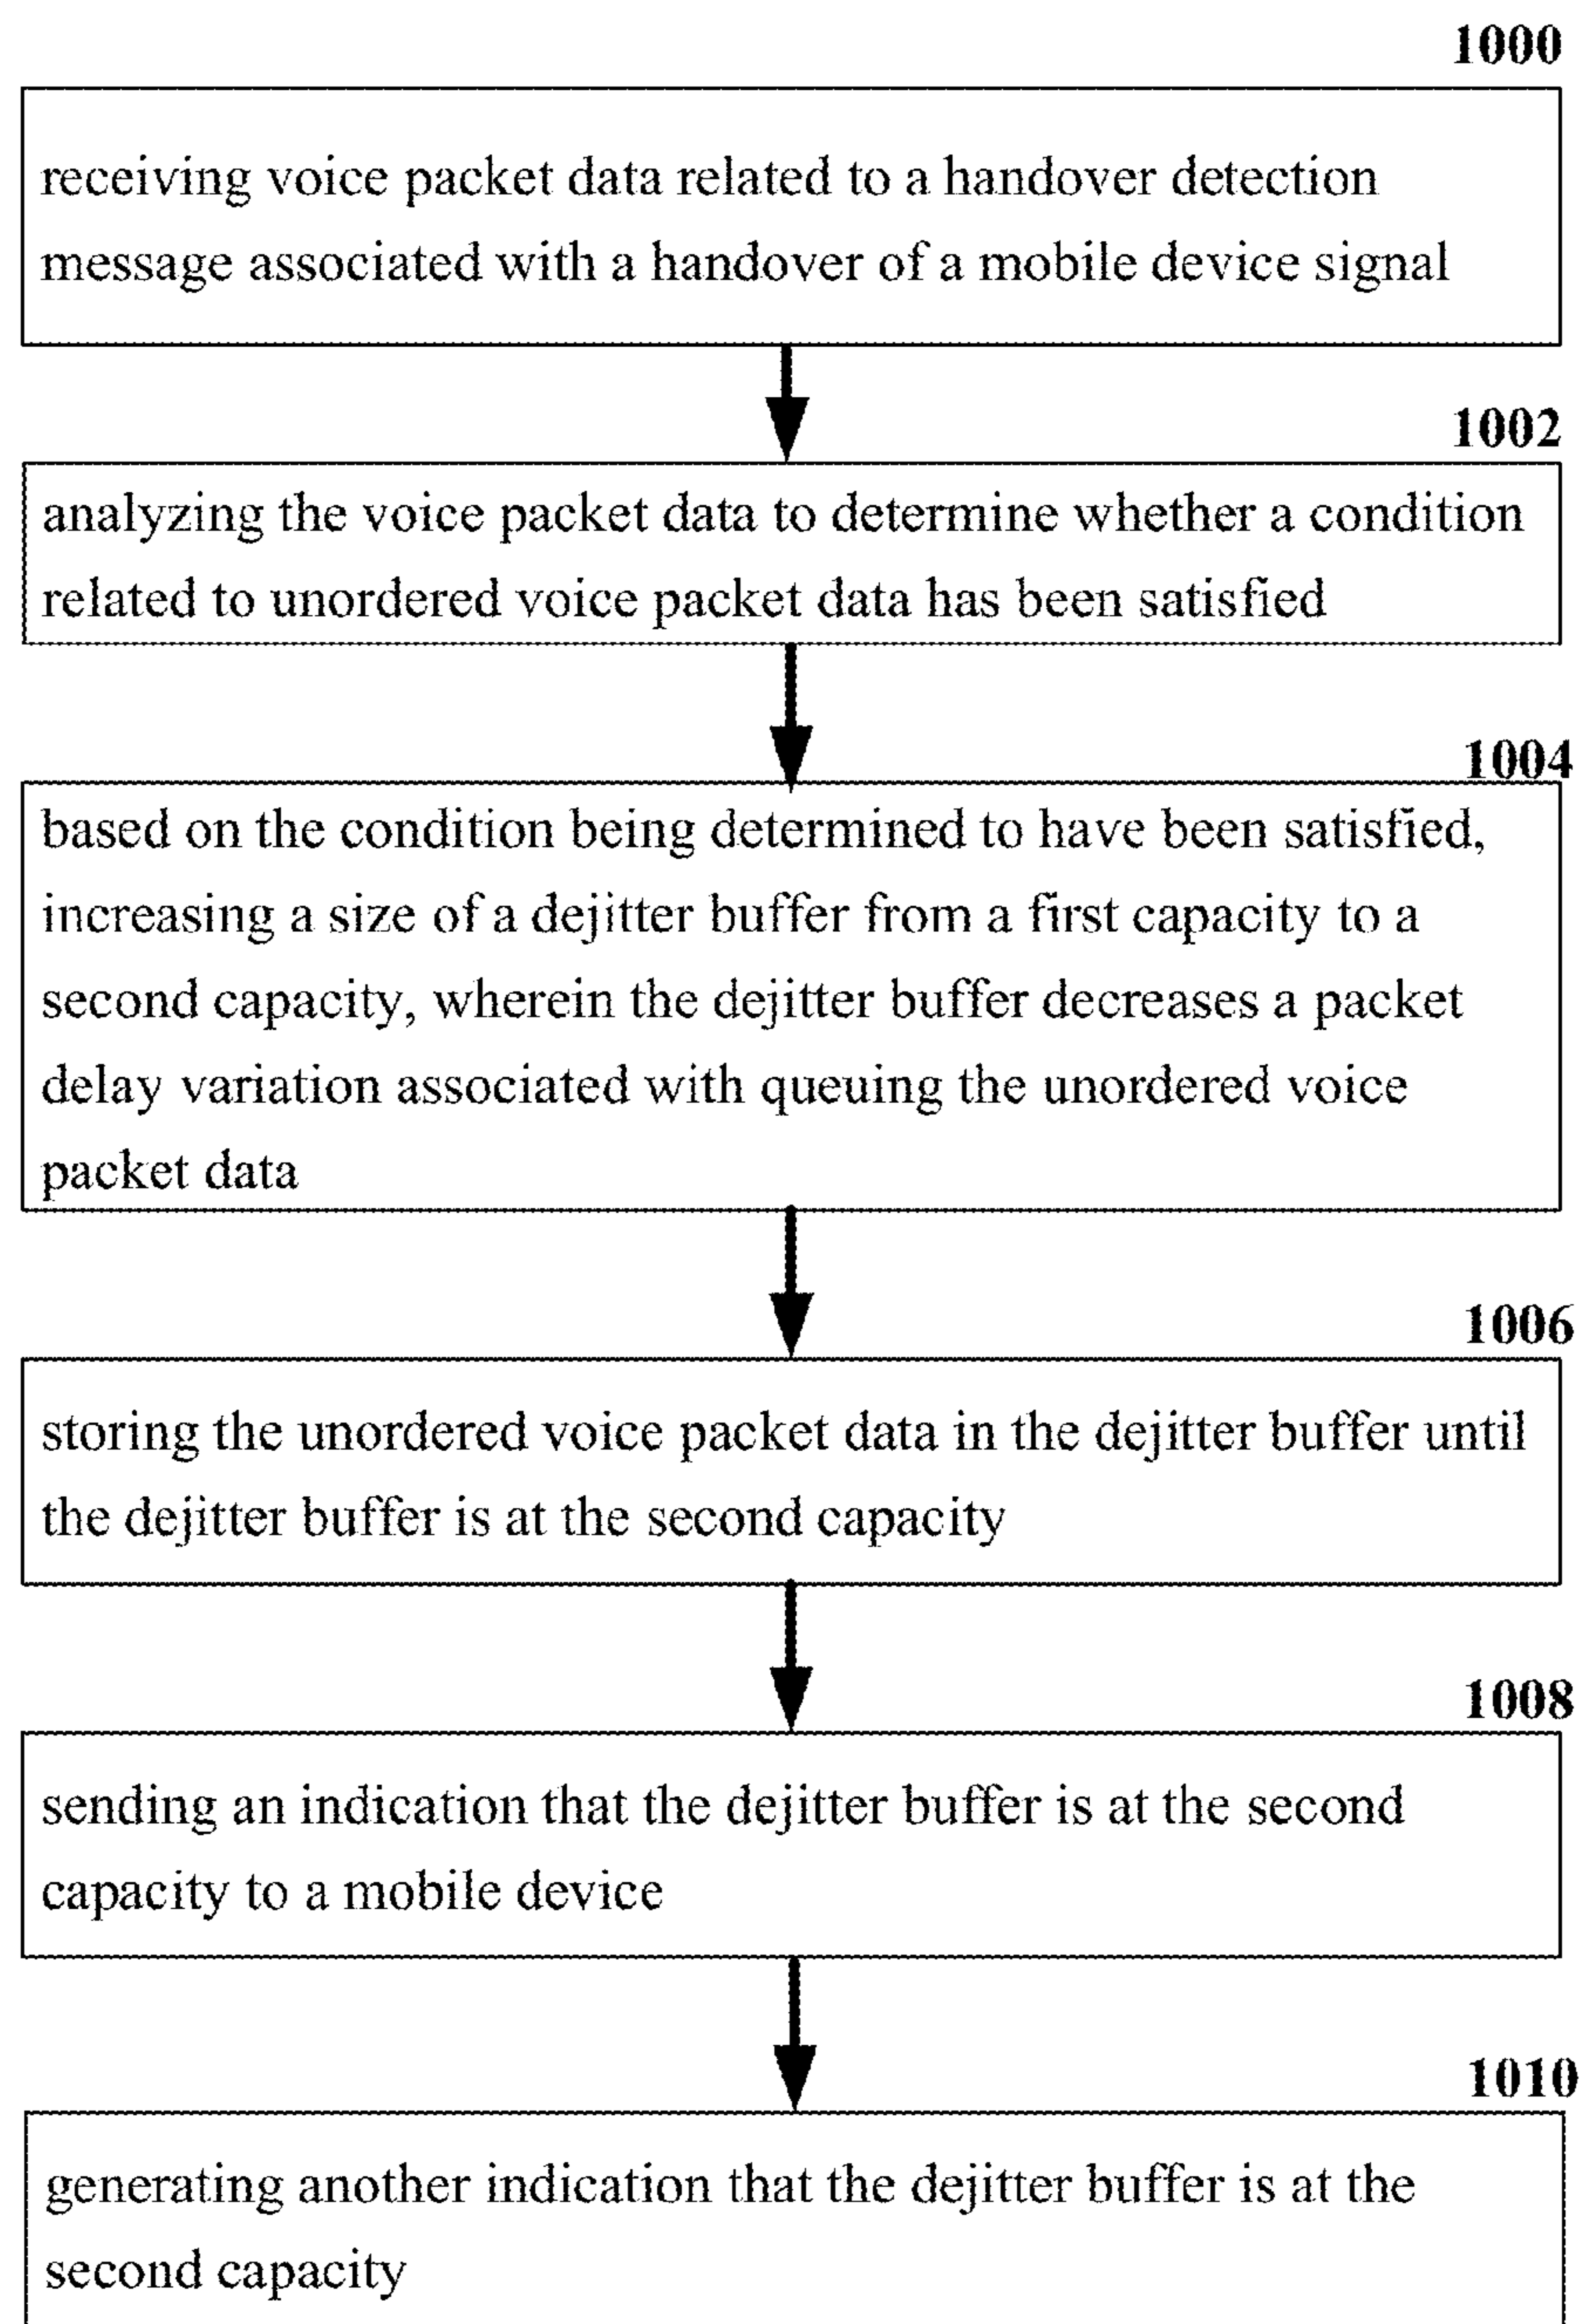 1000
receiving voice packet data related to a handover detection
message associated with a handover of a mobile device signal
1002
analyzing the voice packet data to determine whether a condition
related to unordered voice packet data has been satisfied
1004
based on the condition being determined to have been satisfied,
increasing a size of a dejitter buffer from a first capacity to a
second capacity, wherein the dejitter buffer decreases a packet
delay variation associated with queuing the unordered voice
packet data
1006
storing the unordered voice packet data in the dejitter buffer until
the dejitter buffer is at the second capacity
1008
sending an indication that the dejitter buffer is at the second
capacity to a mobile device
1010
generating another indication that the dejitter buffer is at the
second capacity